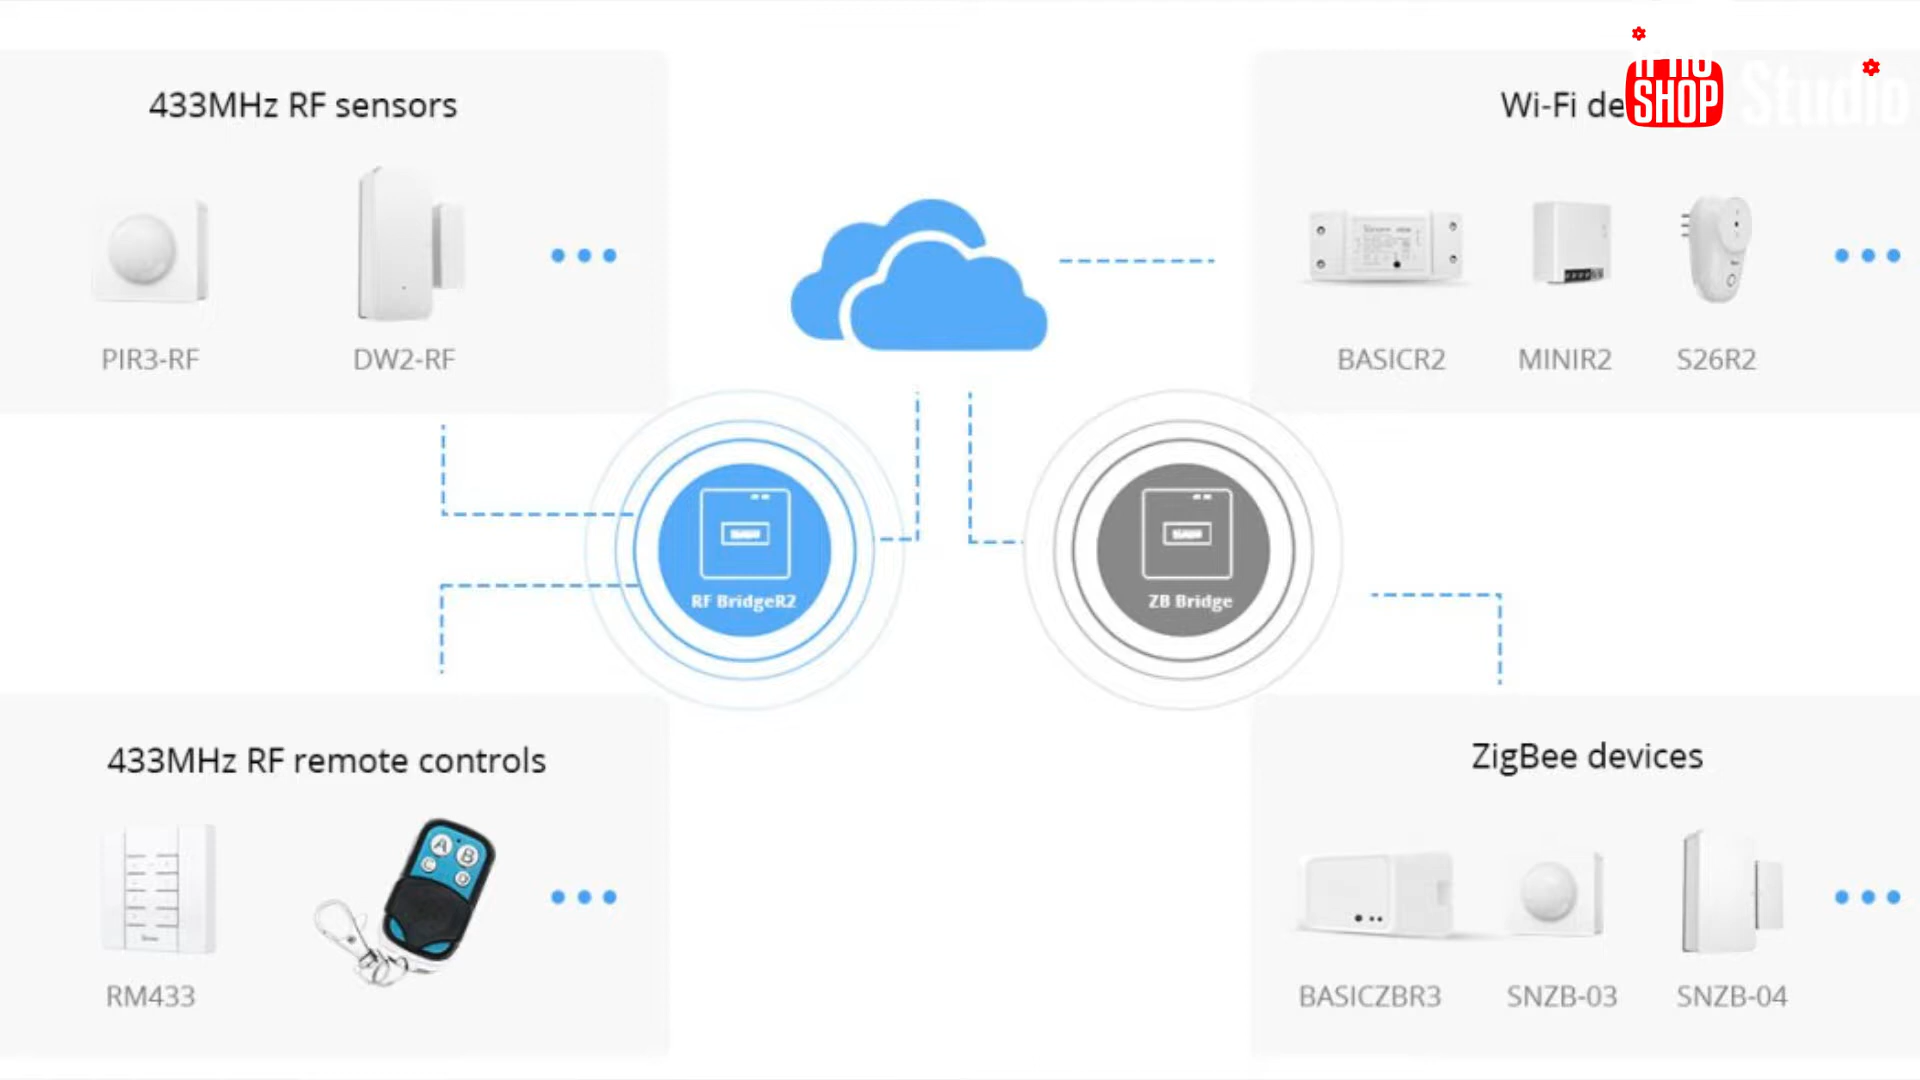 433MHz RF sensors
PIR3-RF
DW2-RF
Wi-Fi de
SHOP
Studio
BASICR2
MINIR2
S26R2
RF BridgeR2
ZB Bridge
433MHz RF remote controls
A B
C D
RM433
ZigBee devices
BASICZBR3
SNZB-03
SNZB-04